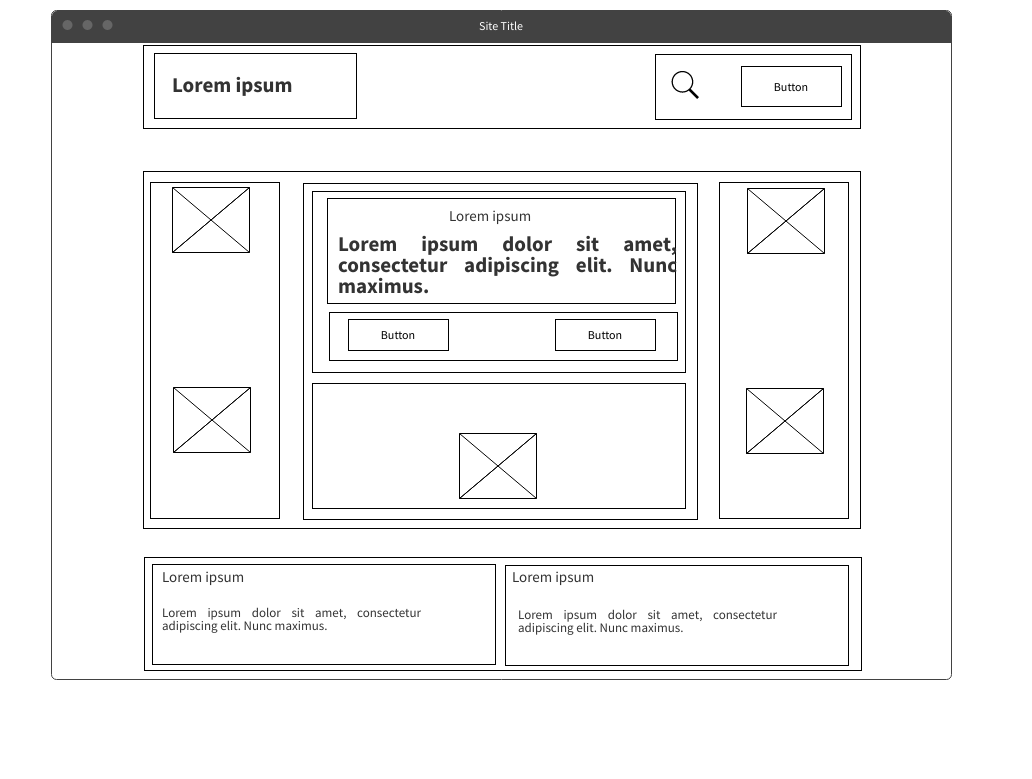 Site Title
Lorem ipsum
Button
Lorem ipsum
Lorem ipsum dolor sit amet,
consectetur adipiscing elit. Nunc
maximus.
Button
Button
Lorem ipsum
Lorem ipsum dolor sit amet, consectetur
adipiscing elit. Nunc maximus.
Lorem ipsum
Lorem ipsum dolor sit amet, consectetur
adipiscing elit. Nunc maximus.